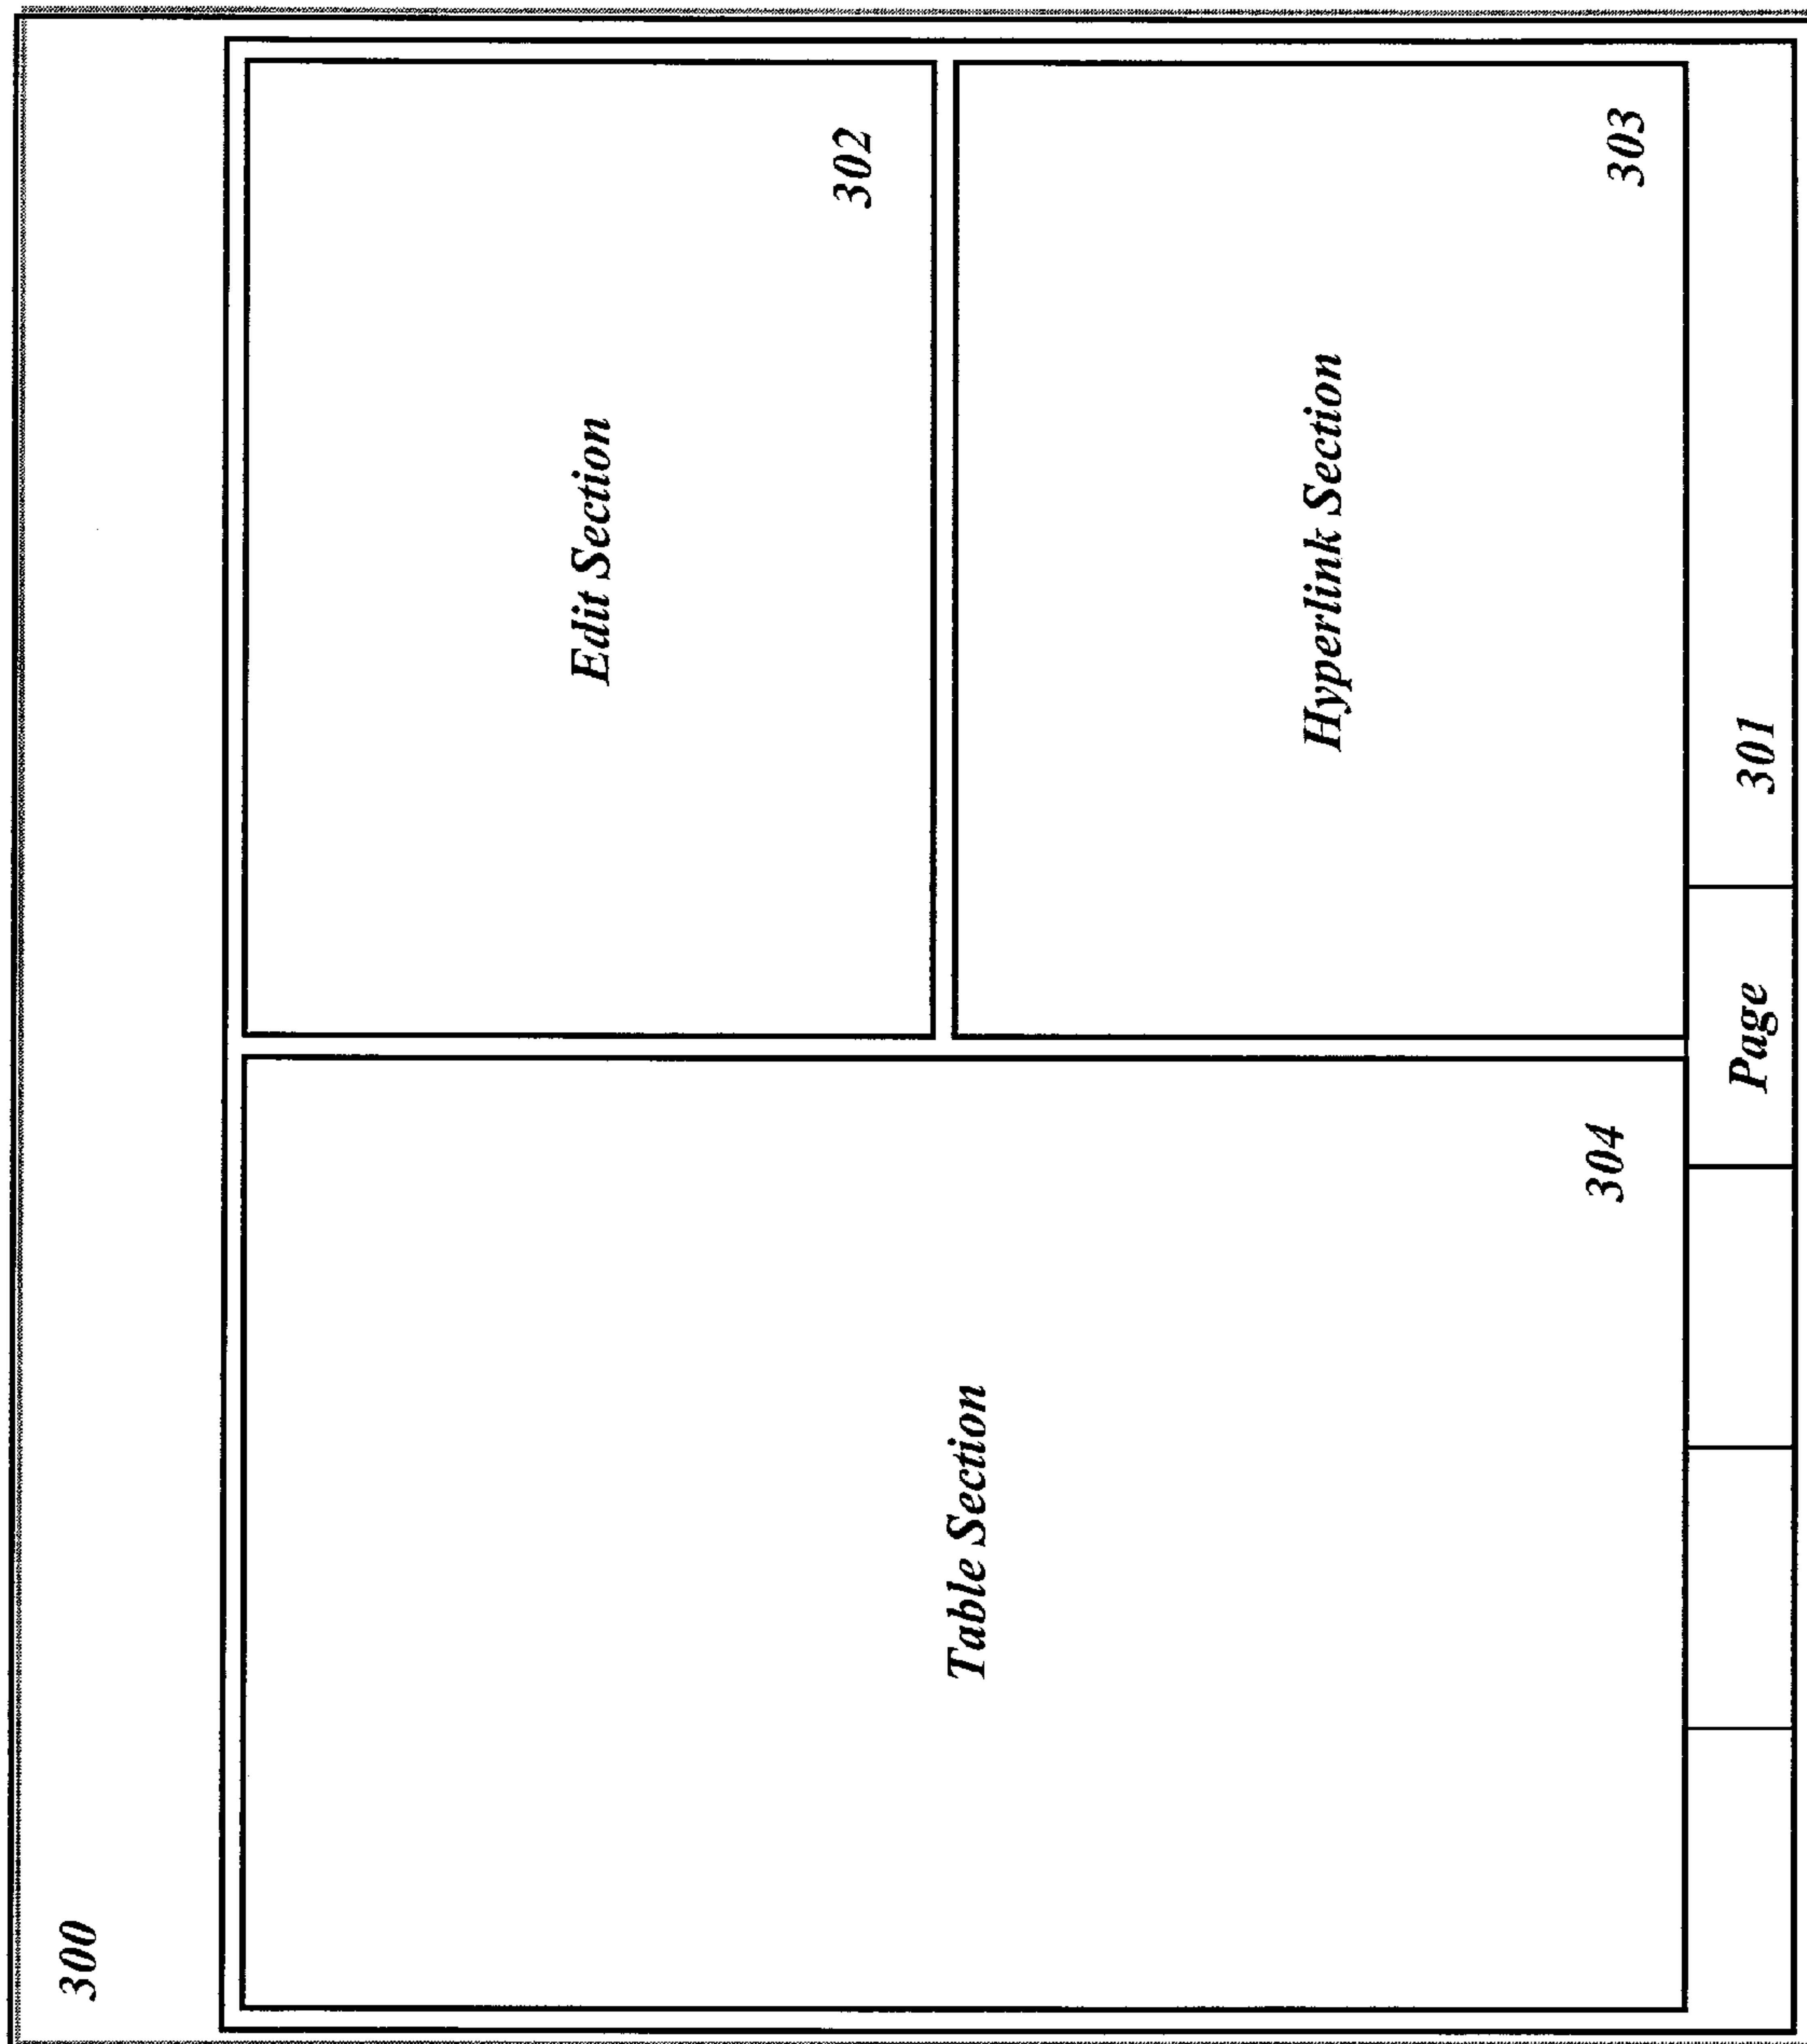 300
Edit Section
302
Table Section
Hyperlink Section
304
303
Page
301